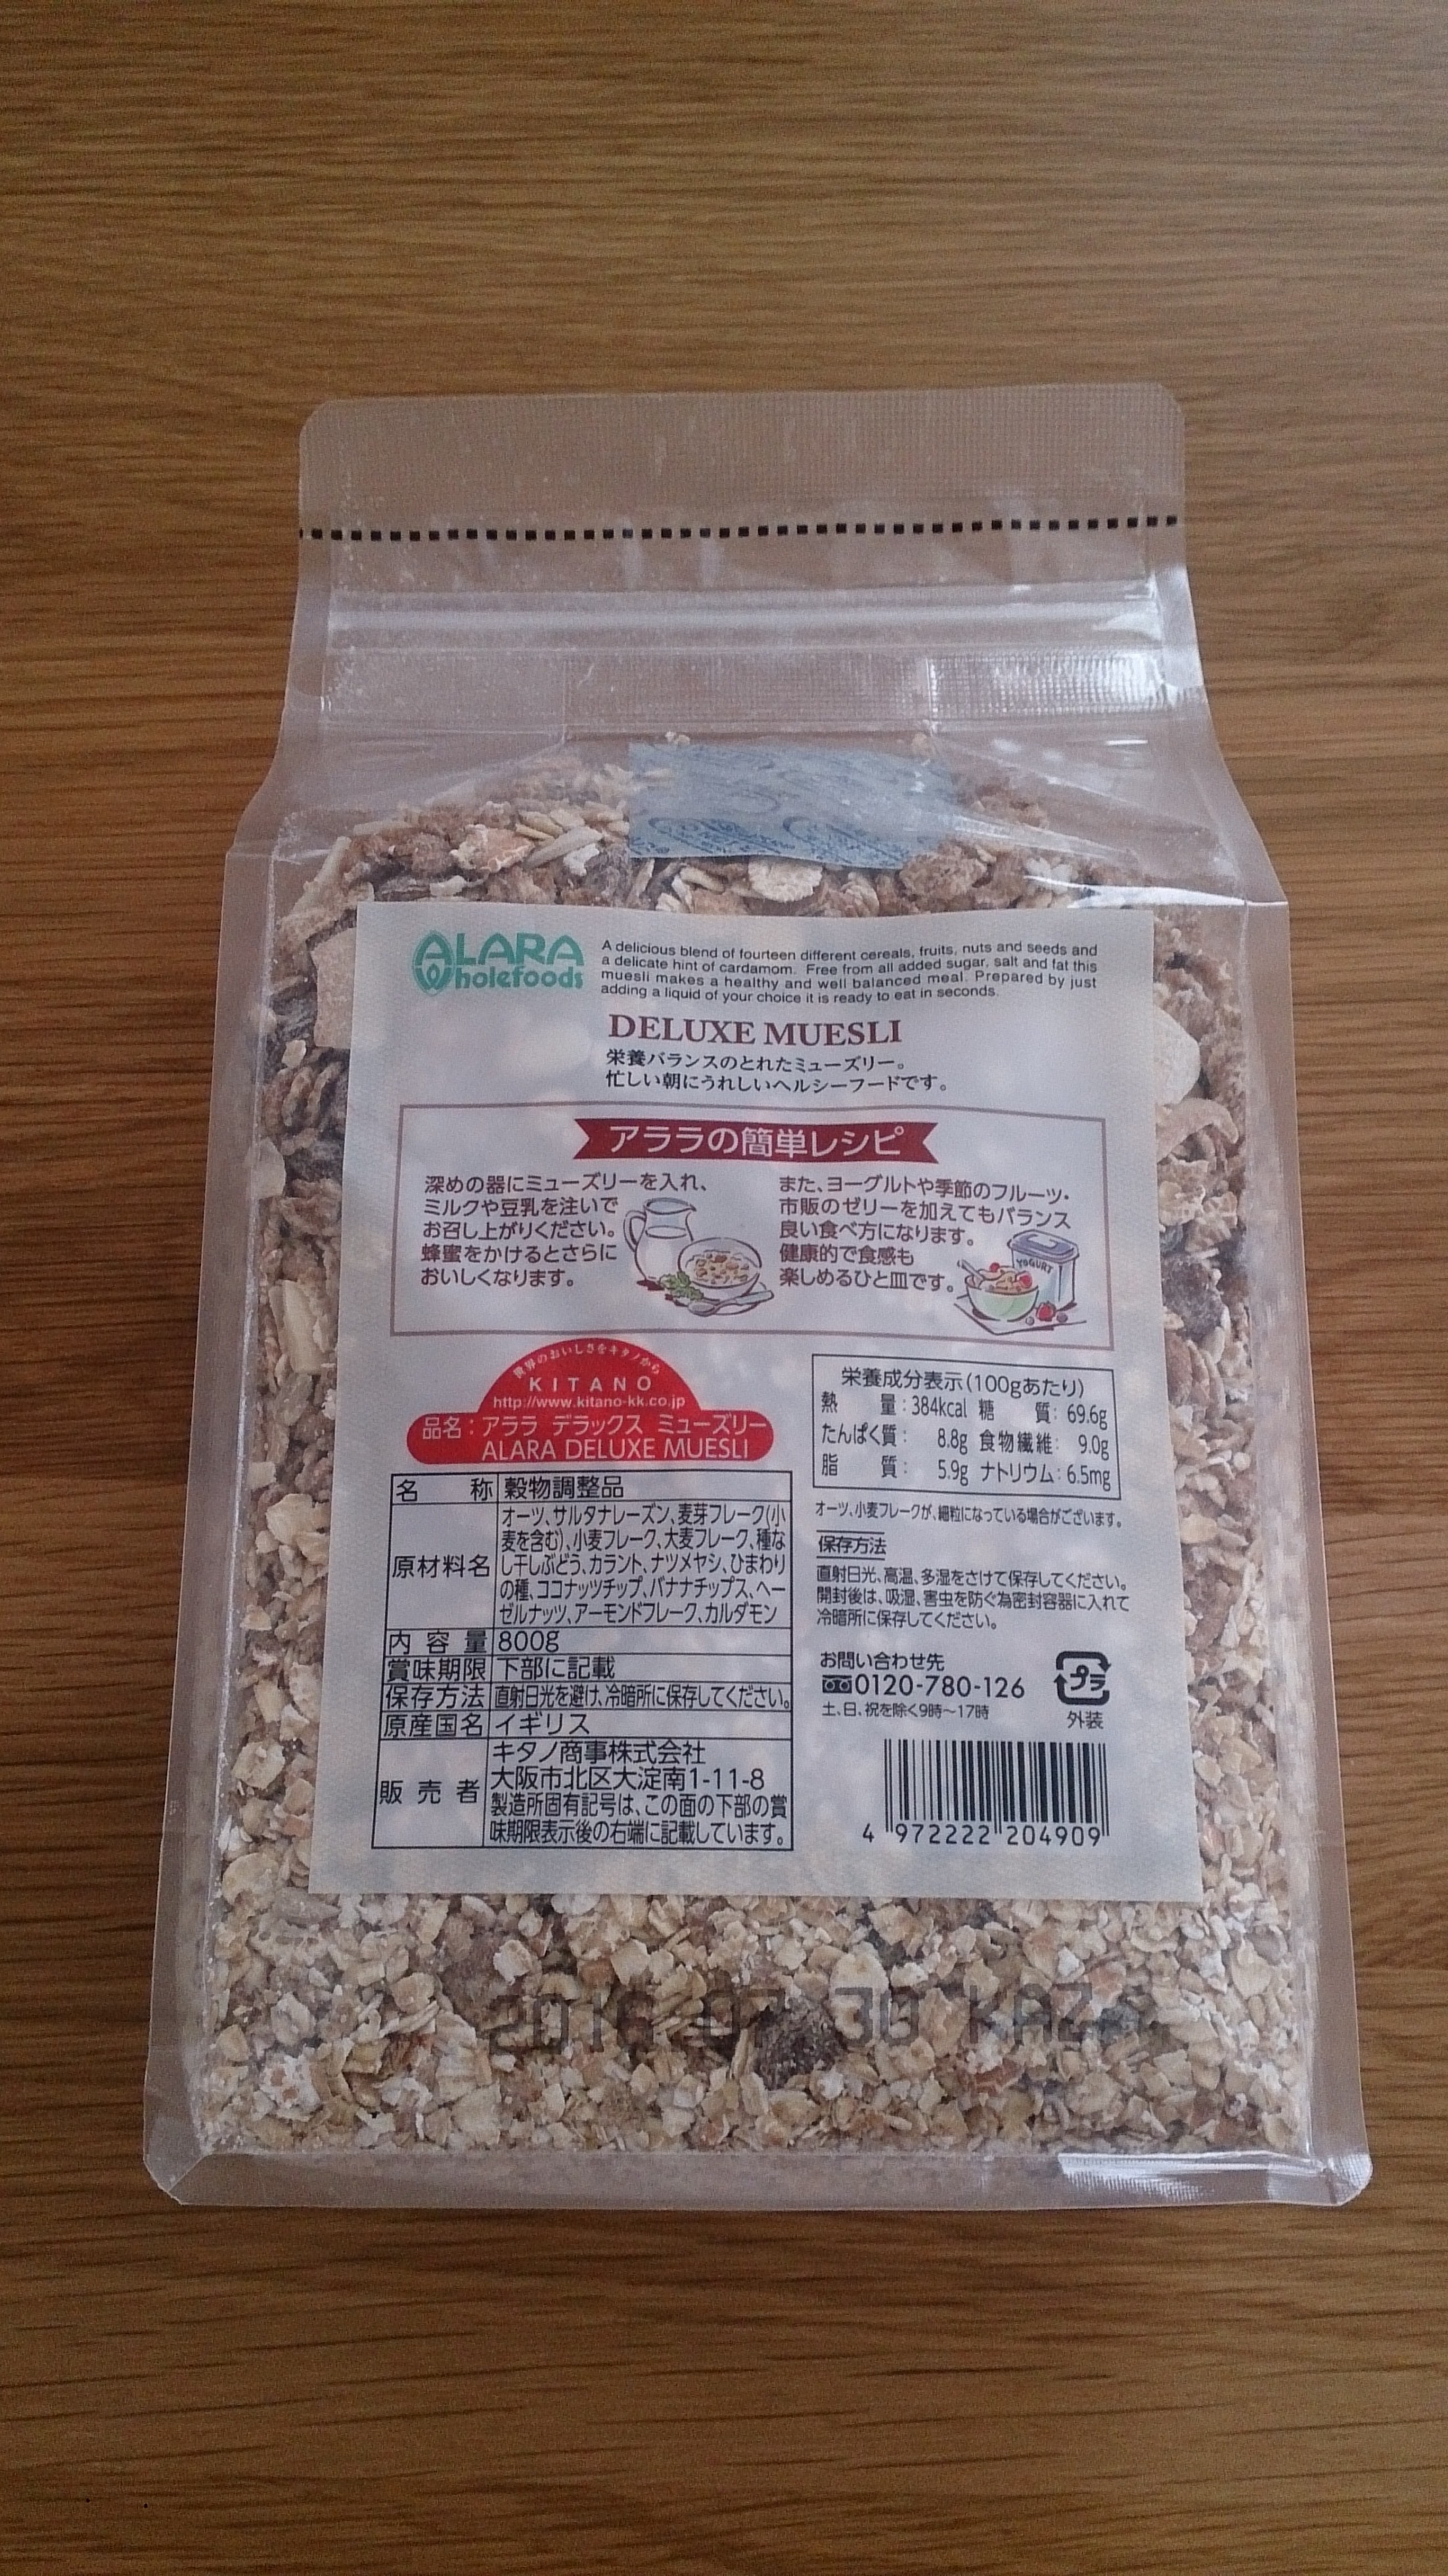 ALARA
Wholefoods
A delicious blend of fourteen different cereals, fruits, nuts and seeds and
a delicate hint of cardamom. Free from all added sugar, salt and fat this
muesli makes a healthy and well balanced meal. Prepared by just
adding a liquid of your choice it is ready to eat in seconds.
DELUXE MUESLI
栄養バランスのとれたミューズリー。
忙しい朝にうれしいヘルシーフードです。
アララの簡単レシピ
深めの器にミューズリーを入れ、
ミルクや豆乳を注いで
お召し上がりください。
蜂蜜をかけるとさらに
おいしくなります。
また、ヨーグルトや季節のフルーツ・
市販のゼリーを加えてもバランス
良い食べ方になります。
健康的で食感も
楽しめるひと皿です。
YOGURT
世界のおいしさをキタノから
KITANO
http://www.kitano-kk.co.jp
品名：アララ デラックス ミューズリー
ALARA DELUXE MUESLI
名 称 穀物調整品
原材料名 オーツ、サルタナレーズン、麦芽フレーク(小
麦を含む)、小麦フレーク、大麦フレーク、種な
し干しぶどう、カラント、ナツメヤシ、ひまわり
の種、ココナッツチップ、バナナチップス、ヘー
ゼルナッツ、アーモンドフレーク、カルダモン
内容量 800g
賞味期限 下部に記載
保存方法 直射日光を避け、冷暗所に保存してください。
原産国名 イギリス
販売者 キタノ商事株式会社
大阪市北区大淀南1-11-8
製造所固有記号は、この面の下部の賞
味期限表示後の右端に記載しています。
栄養成分表示(100gあたり)
熱 量：384kcal 糖 質：69.6g
たんぱく質：8.8g 食物繊維：9.0g
脂 質：5.9g ナトリウム：6.5mg
オーツ、小麦フレークが、細粒になっている場合がございます。
保存方法
直射日光、高温、多湿をさけて保存してください。
開封後は、吸湿、害虫を防ぐ為密封容器に入れて
冷暗所に保存してください。
お問い合わせ先
0120-780-126
土、日、祝を除く9時～17時
プラ
外装
4 972222 204909
2016 07 30